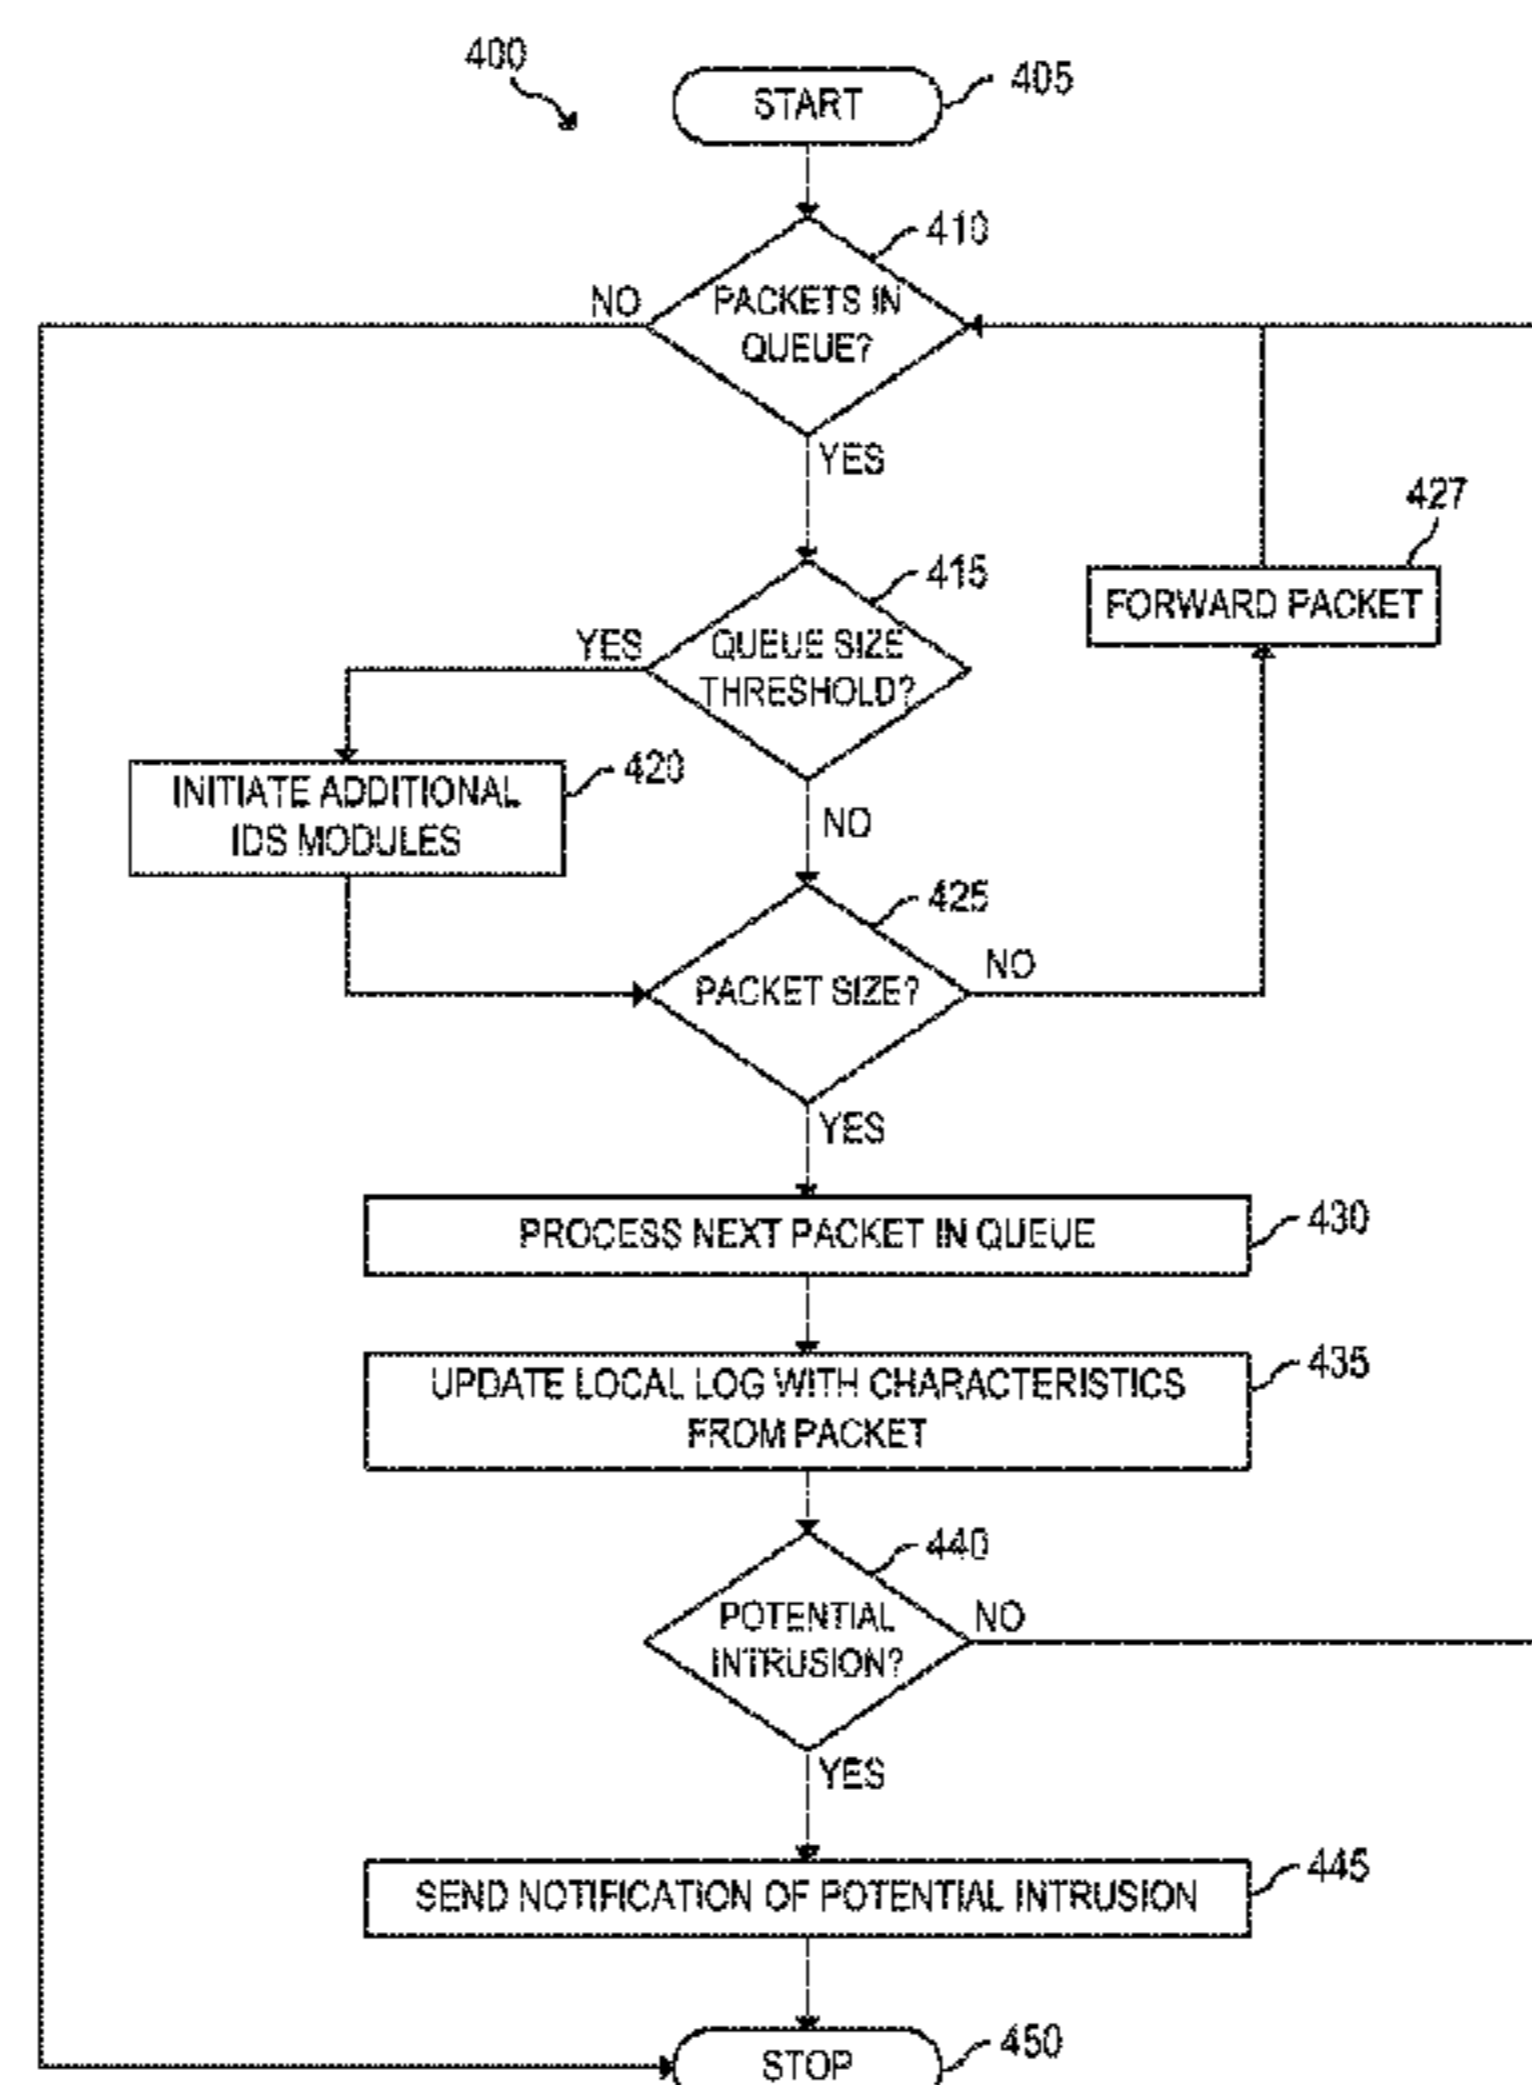 400
START
405
410
NO
PACKETS IN
QUEUE?
YES
427
FORWARD PACKET
415
YES
QUEUE SIZE
THRESHOLD?
INITIATE ADDITIONAL
IDS MODULES
420
NO
425
PACKET SIZE?
NO
YES
PROCESS NEXT PACKET IN QUEUE
430
UPDATE LOCAL LOG WITH CHARACTERISTICS
FROM PACKET
435
440
POTENTIAL
INTRUSION?
NO
YES
SEND NOTIFICATION OF POTENTIAL INTRUSION
445
STOP
450